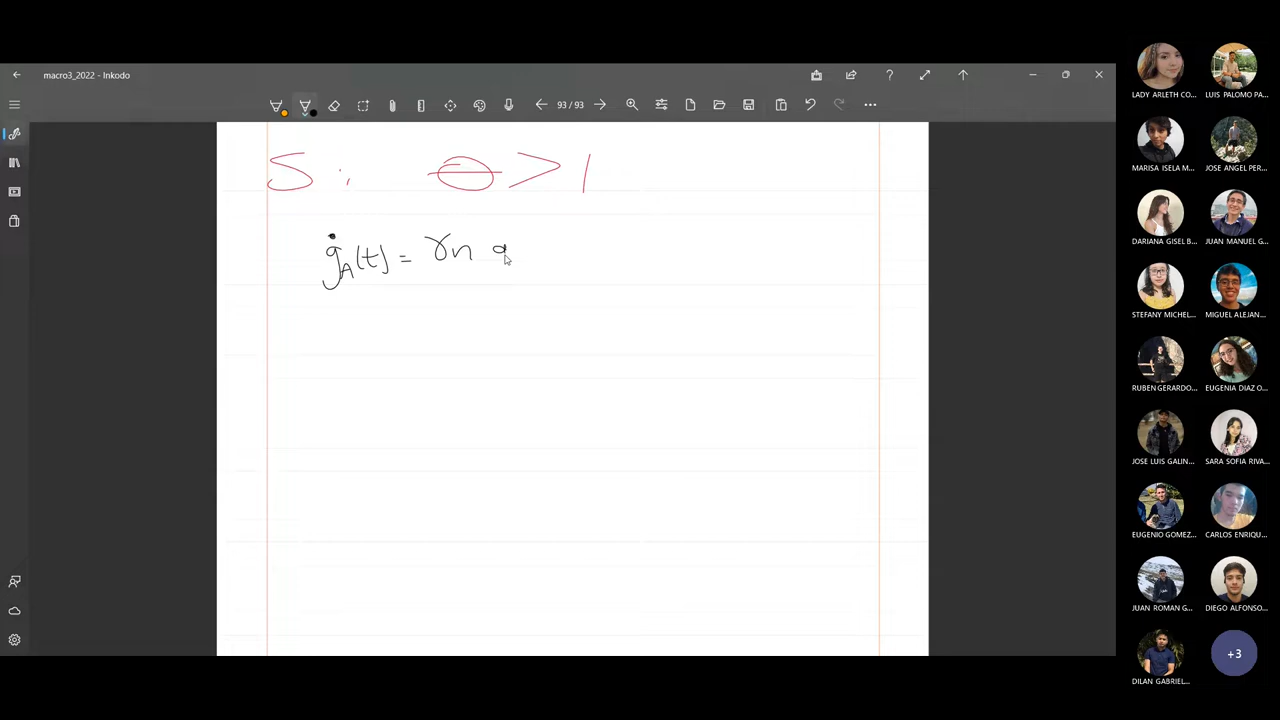 macro3_2022 - Inkodo
93 / 93
Si θ > 1
ġ_A(t) = γn g
LADY ARLETH CO...
LUIS PALOMO PA...
MARISA ISELA M...
JOSE ANGEL PER...
DARIANA GISEL B...
JUAN MANUEL G...
STEFANY MICHEL...
MIGUEL ALEJAN...
RUBEN GERARDO...
EUGENIA DIAZ O...
JOSE LUIS GALIN...
SARA SOFIA RIVA...
EUGENIO GOMEZ...
CARLOS ENRIQU...
JUAN ROMAN G...
DIEGO ALFONSO...
DILAN GABRIEL...
+3